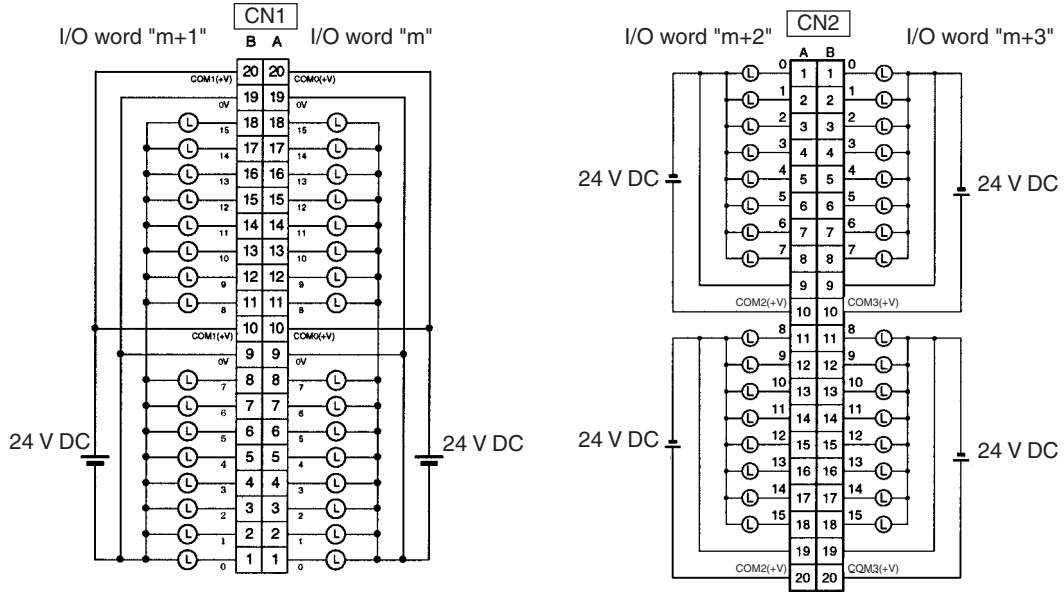 CN1
I/O word "m+1" B A I/O word "m"
COM1(+V) 20 20 COM0(+V)
0V 19 19 0V
L 15 18 18 15 L
L 14 17 17 14 L
L 13 16 16 13 L
L 12 15 15 12 L
L 11 14 14 11 L
L 10 13 13 10 L
L 9 12 12 9 L
L 8 11 11 8 L
COM1(+V) 10 10 COM0(+V)
0V 9 9 0V
L 7 8 8 7 L
L 6 7 7 6 L
L 5 6 6 5 L
24 V DC L 4 5 5 4 L 24 V DC
L 3 4 4 3 L
L 2 3 3 2 L
L 1 2 2 1 L
L 0 1 1 0 L
CN2
I/O word "m+2" A B I/O word "m+3"
L 0 1 1 0 L
L 1 2 2 1 L
L 2 3 3 2 L
L 3 4 4 3 L
24 V DC L 4 5 5 4 L 24 V DC
L 5 6 6 5 L
L 6 7 7 6 L
L 7 8 8 7 L
9 9
COM2(+V) 10 10 COM3(+V)
L 8 11 11 8 L
L 9 12 12 9 L
L 10 13 13 10 L
L 11 14 14 11 L
24 V DC L 12 15 15 12 L 24 V DC
L 13 16 16 13 L
L 14 17 17 14 L
L 15 18 18 15 L
19 19
COM2(+V) 20 20 COM3(+V)